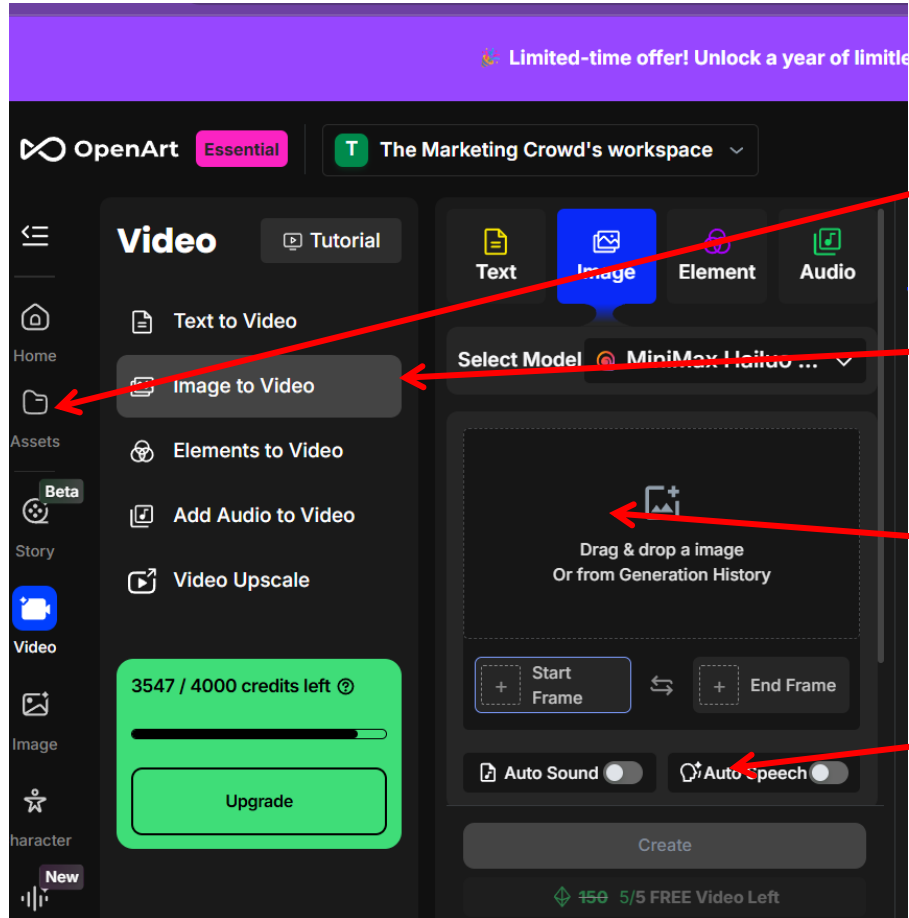 🎉 Limited-time offer! Unlock a year of limitle
OpenArt Essential
T The Marketing Crowd's workspace
Home
Assets
Beta
Story
Video
Image
haracter
New
Video
Tutorial
Text to Video
Image to Video
Elements to Video
Add Audio to Video
Video Upscale
3547 / 4000 credits left
Upgrade
Text
Image
Element
Audio
Select Model MiniMax Hailuo ...
Drag & drop a image
Or from Generation History
Start
Frame
End Frame
Auto Sound
Auto Speech
Create
150 5/5 FREE Video Left